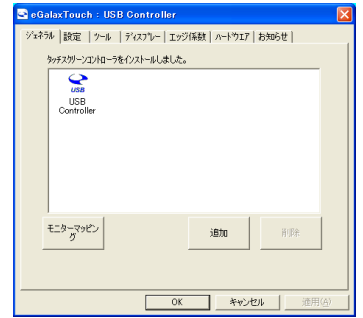 eGalaxTouch : USB Controller
ジェネラル 設定 ツール ディスプレー エッジ係数 ハードウエア お知らせ
タッチスクリーンコントローラをインストールしました。
USB
USB
Controller
モニターマッピン
グ
追加
削除
OK
キャンセル
適用(A)